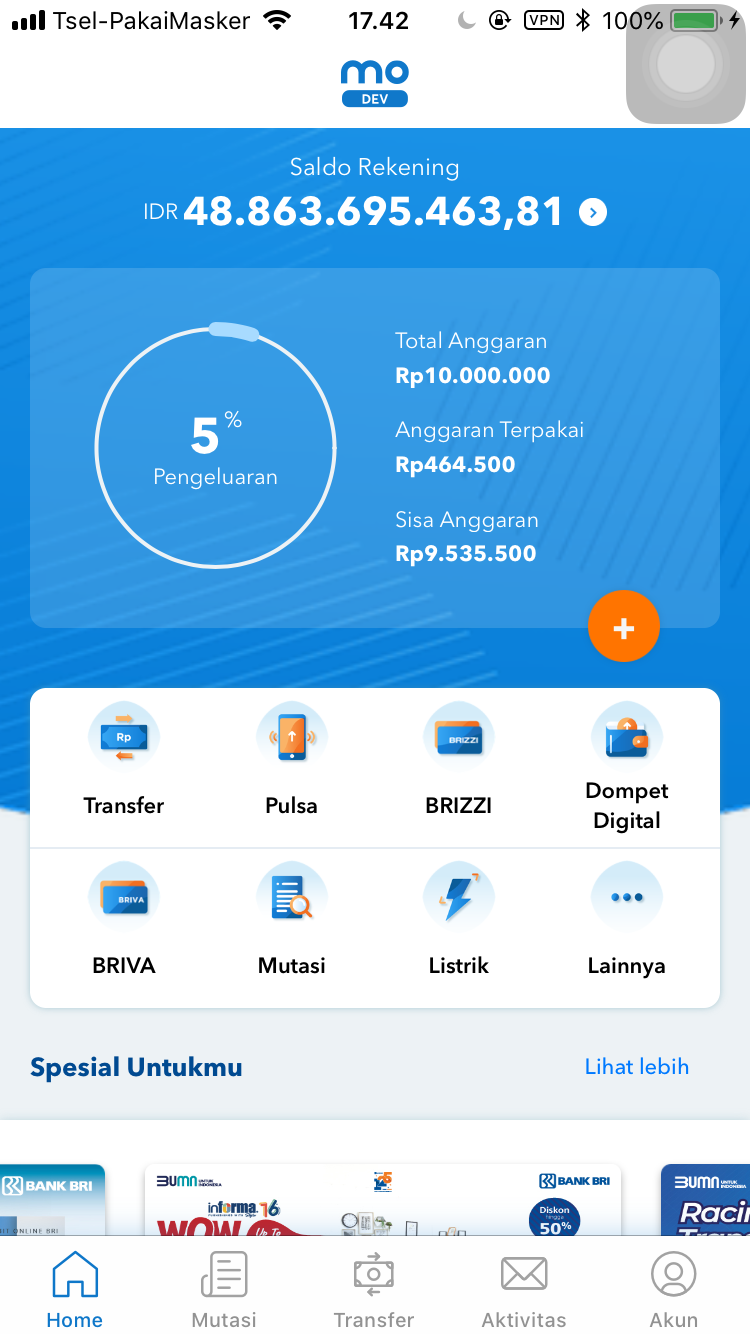 Tsel-PakaiMasker 17.42 VPN 100%
mo
DEV
Saldo Rekening
IDR 48.863.695.463,81
5 %
Pengeluaran
Total Anggaran
Rp10.000.000
Anggaran Terpakai
Rp464.500
Sisa Anggaran
Rp9.535.500
+
Rp
BRIZZI
Transfer
Pulsa
BRIZZI
Dompet
Digital
BRIVA
BRIVA
Mutasi
Listrik
Lainnya
Spesial Untukmu
Lihat lebih
BANK BRI
ONLINE BRI
BUMN UNTUK
INDONESIA
125
BANK BRI
informa. 16
WOW Up To
Diskon
hingga
50%
BUMN UNTUK
INDONESIA
Home
Mutasi
Transfer
Aktivitas
Akun